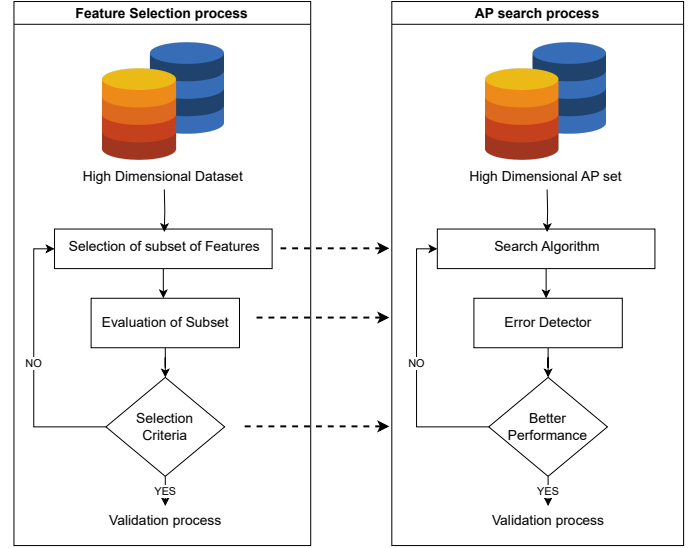 Feature Selection process
High Dimensional Dataset
Selection of subset of Features
Evaluation of Subset
NO
Selection
Criteria
YES
Validation process
AP search process
High Dimensional AP set
Search Algorithm
Error Detector
NO
Better
Performance
YES
Validation process